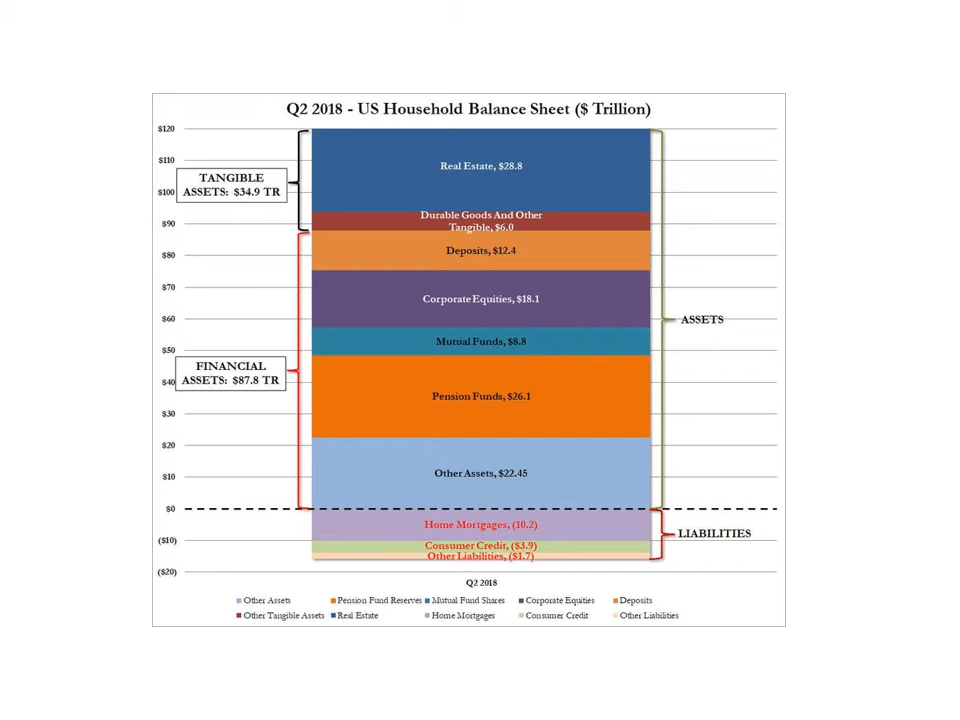 Q2 2018 - US Household Balance Sheet ($ Trillion)
$120
$110
$100
$90
$80
$70
$60
$50
$40
$30
$20
$10
$0
($10)
($20)
TANGIBLE
ASSETS: $34.9 TR
FINANCIAL
ASSETS: $87.8 TR
Real Estate, $28.8
Durable Goods And Other
Tangible, $6.0
Deposits, $12.4
Corporate Equities, $18.1
Mutual Funds, $8.8
Pension Funds, $26.1
Other Assets, $22.45
Home Mortgages, (10.2)
Consumer Credit, ($3.9)
Other Liabilities, ($1.7)
ASSETS
LIABILITIES
Q2 2018
Other Assets
Pension Fund Reserves
Mutual Fund Shares
Corporate Equities
Deposits
Other Tangible Assets
Real Estate
Home Mortgages
Consumer Credit
Other Liabilities